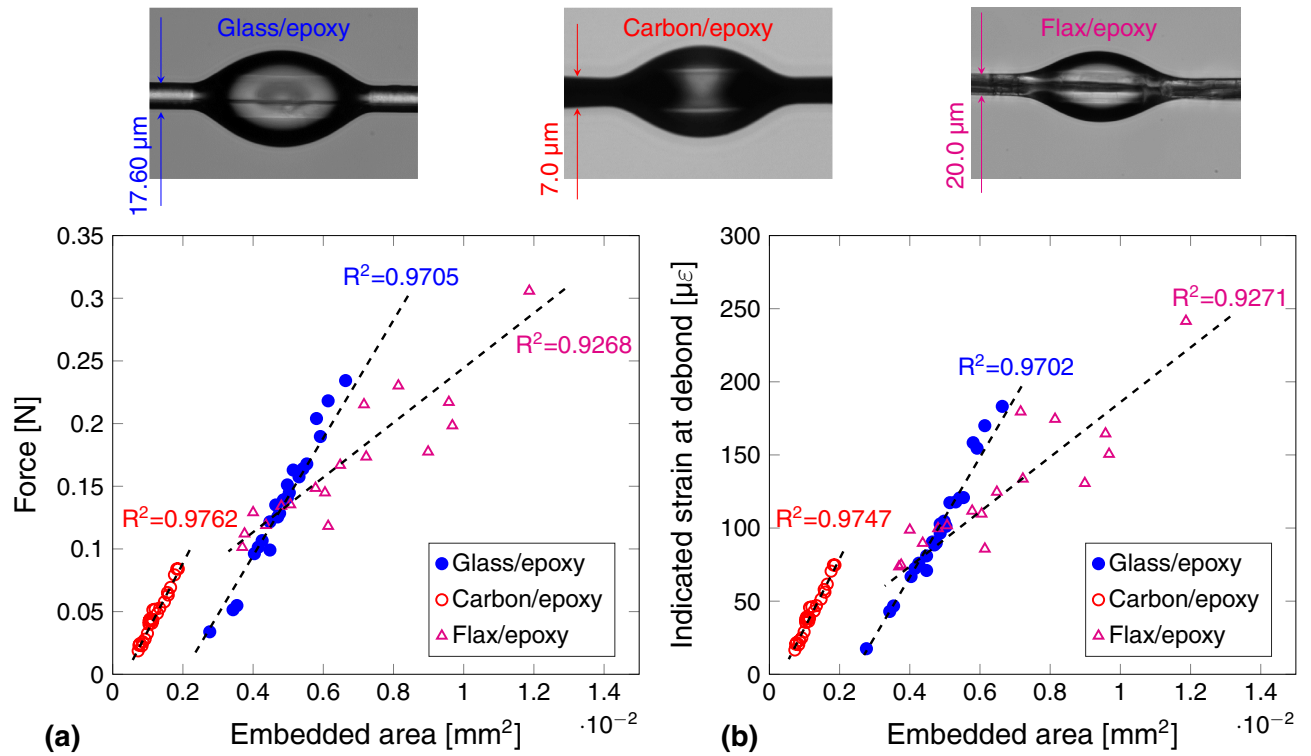 Glass/epoxy
Carbon/epoxy
Flax/epoxy
17.60 µm
7.0 µm
20.0 µm
R²=0.9705
R²=0.9268
R²=0.9762
Force [N]
0.35
0.3
0.25
0.2
0.15
0.1
0.05
0
Glass/epoxy
Carbon/epoxy
Flax/epoxy
0 0.2 0.4 0.6 0.8 1 1.2 1.4
·10⁻²
(a) Embedded area [mm²]
R²=0.9271
R²=0.9702
R²=0.9747
Indicated strain at debond [µε]
300
250
200
150
100
50
0
Glass/epoxy
Carbon/epoxy
Flax/epoxy
0 0.2 0.4 0.6 0.8 1 1.2 1.4
·10⁻²
(b) Embedded area [mm²]